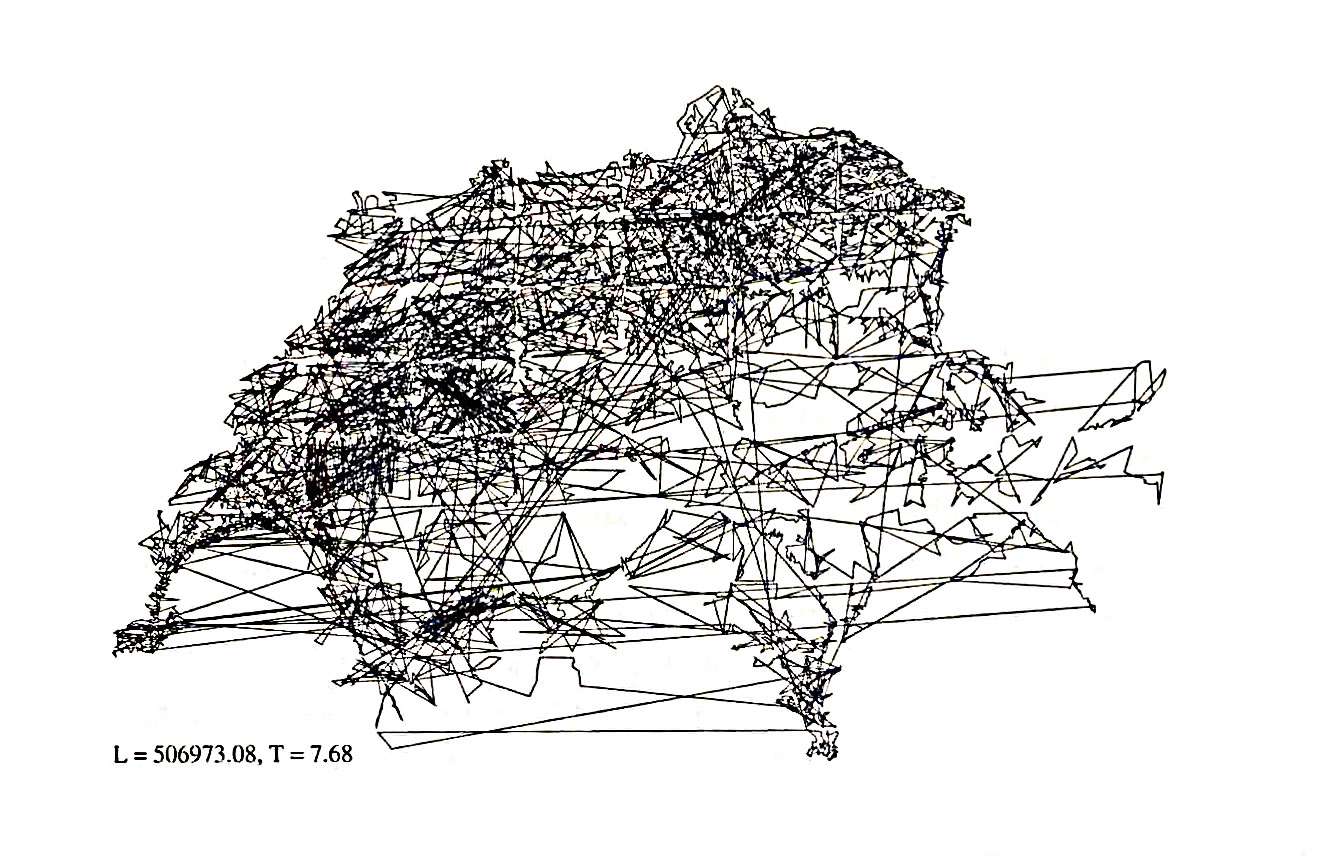 L = 506973.08, T = 7.68